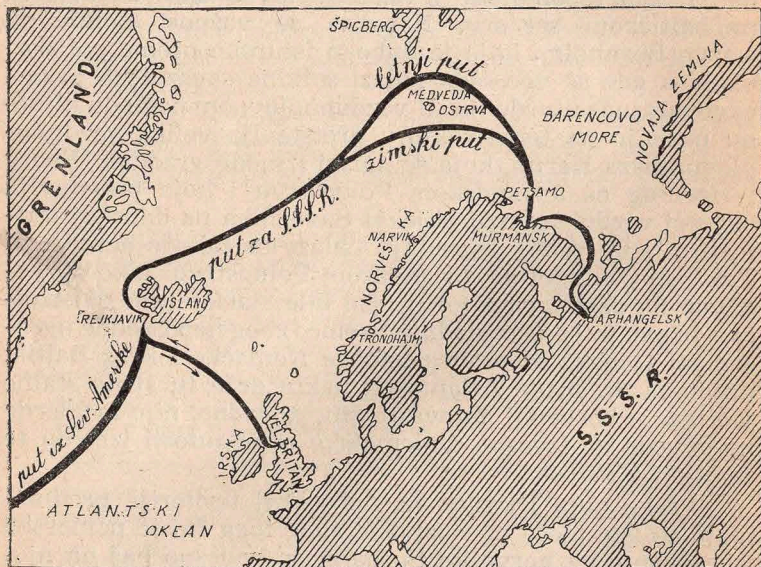 ŠPICBERG
letnji put
MEDVEDJA
OSTRVA
zimski put
BARENCOVO
MORE
NOVAJA ZEMLJA
GRENLAND
put za S.S.S.R.
PETSAMO
MURMANSK
NARVIK
NORVEŠKA
ISLAND
REJKJAVIK
TRONDHAJM
ARHANGELSK
put iz Sev. Amerike
IRSKA
VEL. BRITAN.
S. S. S. R.
ATLANTSKI
OKEAN